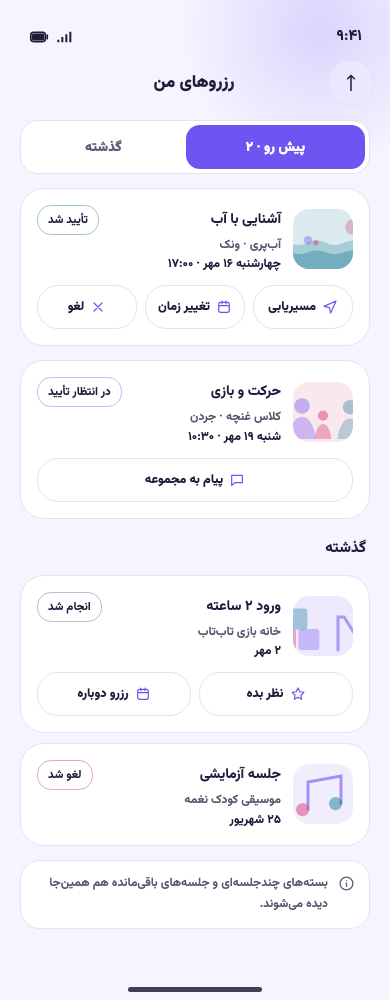 ۹:۴۱
رزروهای من
پیش رو · ۲
گذشته
آشنایی با آب
تأیید شد
آب‌پری · ونک
چهارشنبه ۱۶ مهر · ۱۷:۰۰
مسیریابی
تغییر زمان
لغو
حرکت و بازی
در انتظار تأیید
کلاس غنچه · جردن
شنبه ۱۹ مهر · ۱۰:۳۰
پیام به مجموعه
گذشته
ورود ۲ ساعته
انجام شد
خانه بازی تاب‌تاب
۲ مهر
نظر بده
رزرو دوباره
جلسه آزمایشی
لغو شد
موسیقی کودک نغمه
۲۵ شهریور
بسته‌های چندجلسه‌ای و جلسه‌های باقی‌مانده هم همین‌جا
دیده می‌شوند.